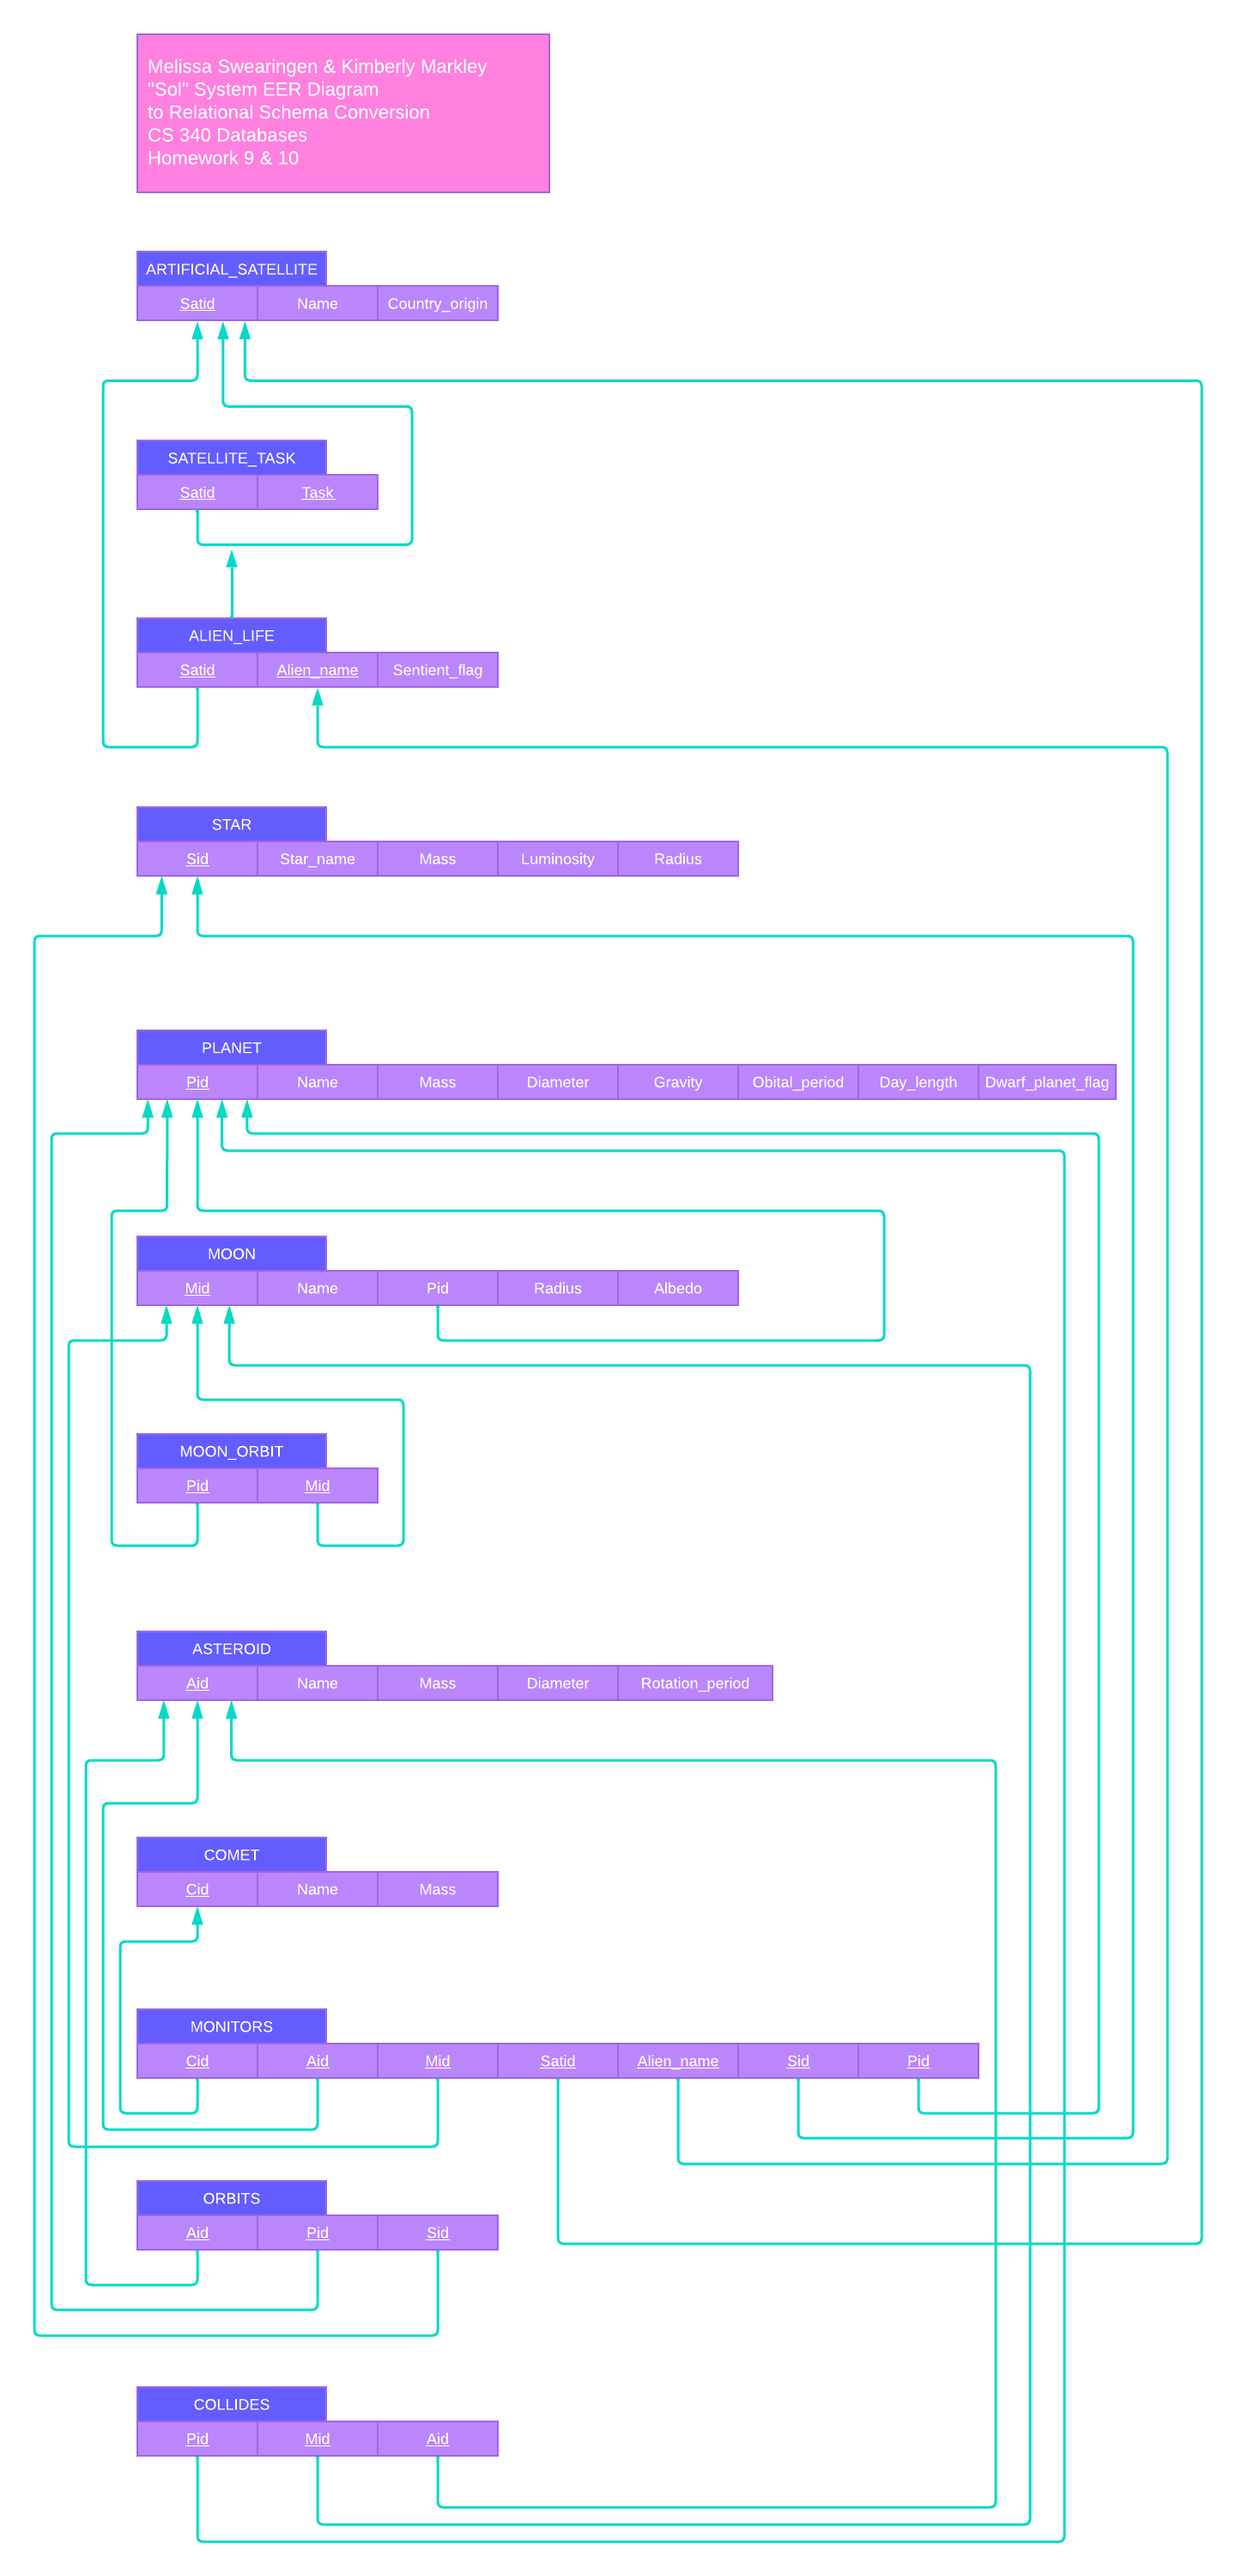 Melissa Swearingen & Kimberly Markley
"Sol" System EER Diagram
to Relational Schema Conversion
CS 340 Databases
Homework 9 & 10
ARTIFICIAL_SATELLITE
Satid Name Country_origin
SATELLITE_TASK
Satid Task
ALIEN_LIFE
Satid Alien_name Sentient_flag
STAR
Sid Star_name Mass Luminosity Radius
PLANET
Pid Name Mass Diameter Gravity Obital_period Day_length Dwarf_planet_flag
MOON
Mid Name Pid Radius Albedo
MOON_ORBIT
Pid Mid
ASTEROID
Aid Name Mass Diameter Rotation_period
COMET
Cid Name Mass
MONITORS
Cid Aid Mid Satid Alien_name Sid Pid
ORBITS
Aid Pid Sid
COLLIDES
Pid Mid Aid